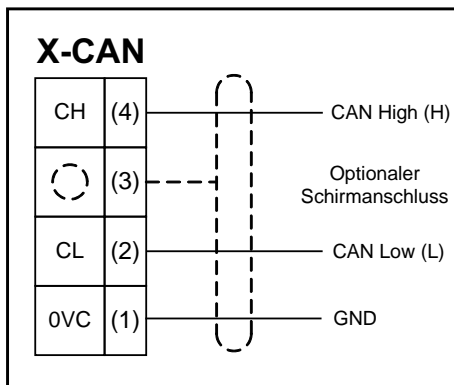 X-CAN
CH (4) CAN High (H)
(3) Optionaler
Schirmanschluss
CL (2) CAN Low (L)
0VC (1) GND